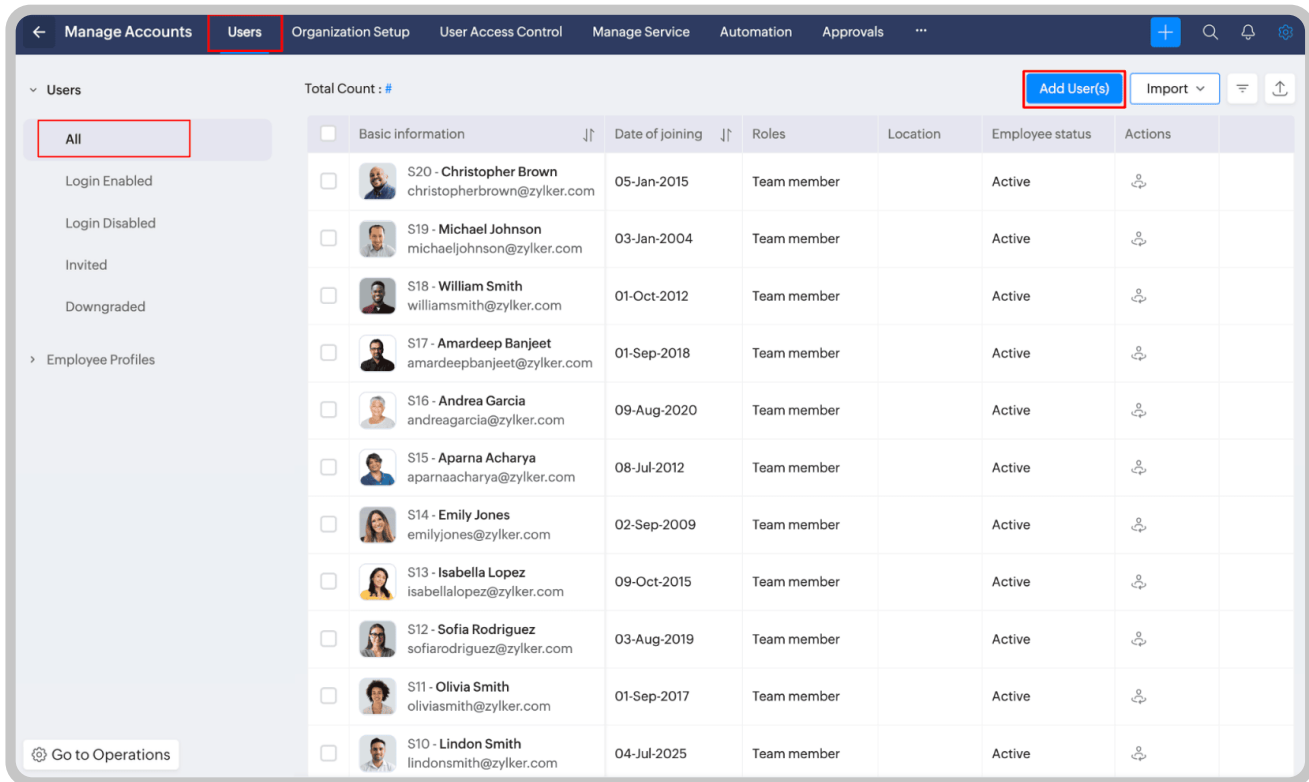 Manage Accounts Users Organization Setup User Access Control Manage Service Automation Approvals ...
Users
All
Login Enabled
Login Disabled
Invited
Downgraded
Employee Profiles
Go to Operations
Total Count : # Add User(s) Import
Basic information Date of joining Roles Location Employee status Actions
S20 - Christopher Brown
christopherbrown@zylker.com
05-Jan-2015 Team member Active
S19 - Michael Johnson
michaeljohnson@zylker.com
03-Jan-2004 Team member Active
S18 - William Smith
williamsmith@zylker.com
01-Oct-2012 Team member Active
S17 - Amardeep Banjeet
amardeepbanjeet@zylker.com
01-Sep-2018 Team member Active
S16 - Andrea Garcia
andreagarcia@zylker.com
09-Aug-2020 Team member Active
S15 - Aparna Acharya
aparnaacharya@zylker.com
08-Jul-2012 Team member Active
S14 - Emily Jones
emilyjones@zylker.com
02-Sep-2009 Team member Active
S13 - Isabella Lopez
isabellalopez@zylker.com
09-Oct-2015 Team member Active
S12 - Sofia Rodriguez
sofiarodriguez@zylker.com
03-Aug-2019 Team member Active
S11 - Olivia Smith
oliviasmith@zylker.com
01-Sep-2017 Team member Active
S10 - Lindon Smith
lindonsmith@zylker.com
04-Jul-2025 Team member Active